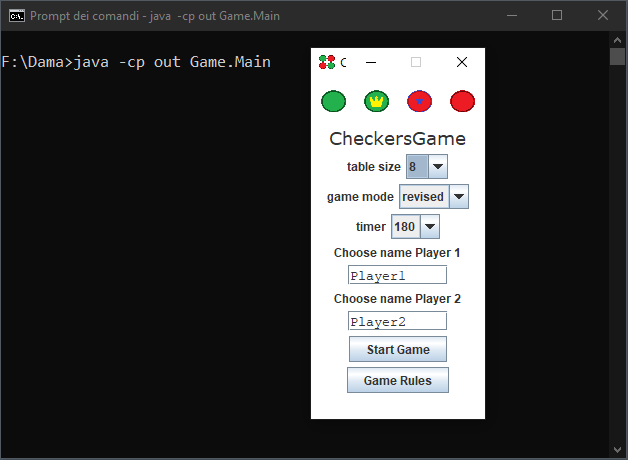 Prompt dei comandi - java -cp out Game.Main
F:\Dama>java -cp out Game.Main
C
CheckersGame
table size 8
game mode revised
timer 180
Choose name Player 1
Player1
Choose name Player 2
Player2
Start Game
Game Rules